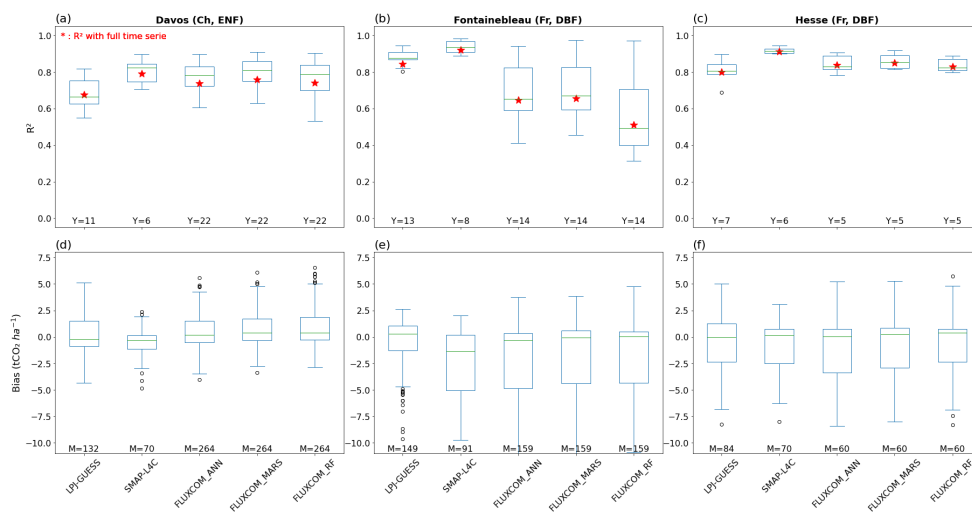 (a)
Davos (Ch, ENF)
* : R² with full time serie
R²
1.0
0.8
0.6
0.4
0.2
0.0
Y=11
Y=6
Y=22
Y=22
Y=22
(b)
Fontainebleau (Fr, DBF)
1.0
0.8
0.6
0.4
0.2
0.0
Y=13
Y=8
Y=14
Y=14
Y=14
(c)
Hesse (Fr, DBF)
1.0
0.8
0.6
0.4
0.2
0.0
Y=7
Y=6
Y=5
Y=5
Y=5
(d)
Bias (tCO₂ ha⁻¹)
7.5
5.0
2.5
0.0
−2.5
−5.0
−7.5
−10.0
M=132
M=70
M=264
M=264
M=264
LPJ-GUESS
SMAP-L4C
FLUXCOM_ANN
FLUXCOM_MARS
FLUXCOM_RF
(e)
7.5
5.0
2.5
0.0
−2.5
−5.0
−7.5
−10.0
M=149
M=91
M=159
M=159
M=159
LPJ-GUESS
SMAP-L4C
FLUXCOM_ANN
FLUXCOM_MARS
FLUXCOM_RF
(f)
7.5
5.0
2.5
0.0
−2.5
−5.0
−7.5
−10.0
M=84
M=70
M=60
M=60
M=60
LPJ-GUESS
SMAP-L4C
FLUXCOM_ANN
FLUXCOM_MARS
FLUXCOM_RF